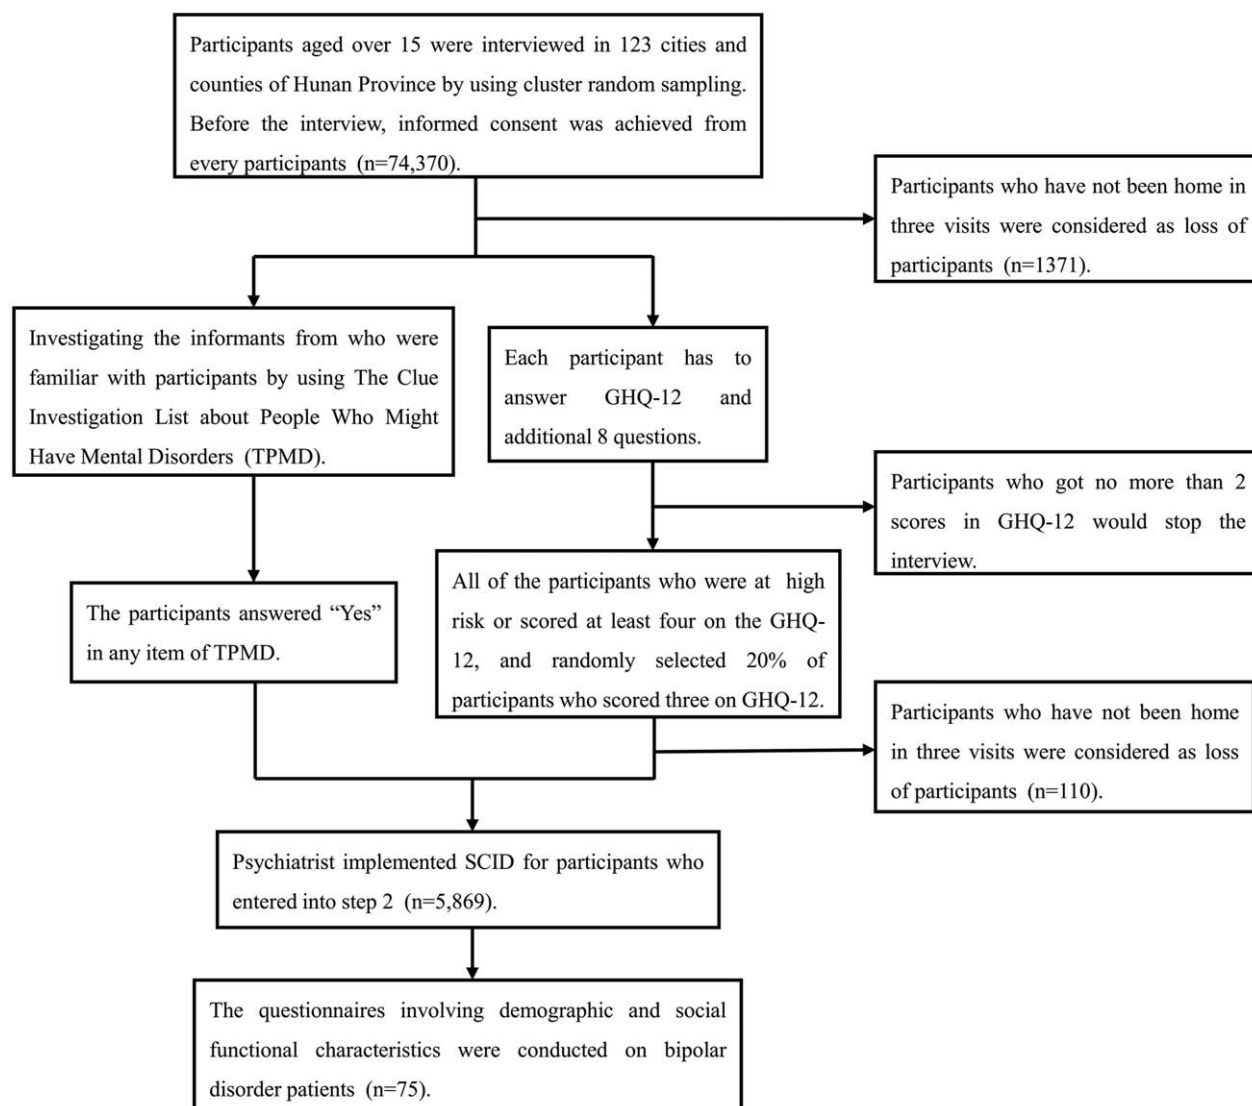 Participants aged over 15 were interviewed in 123 cities and
counties of Hunan Province by using cluster random sampling.
Before the interview, informed consent was achieved from
every participants (n=74,370).
Participants who have not been home in
three visits were considered as loss of
participants (n=1371).
Investigating the informants from who were
familiar with participants by using The Clue
Investigation List about People Who Might
Have Mental Disorders (TPMD).
Each participant has to
answer GHQ-12 and
additional 8 questions.
Participants who got no more than 2
scores in GHQ-12 would stop the
interview.
The participants answered “Yes”
in any item of TPMD.
All of the participants who were at high
risk or scored at least four on the GHQ-
12, and randomly selected 20% of
participants who scored three on GHQ-12.
Participants who have not been home
in three visits were considered as loss
of participants (n=110).
Psychiatrist implemented SCID for participants who
entered into step 2 (n=5,869).
The questionnaires involving demographic and social
functional characteristics were conducted on bipolar
disorder patients (n=75).